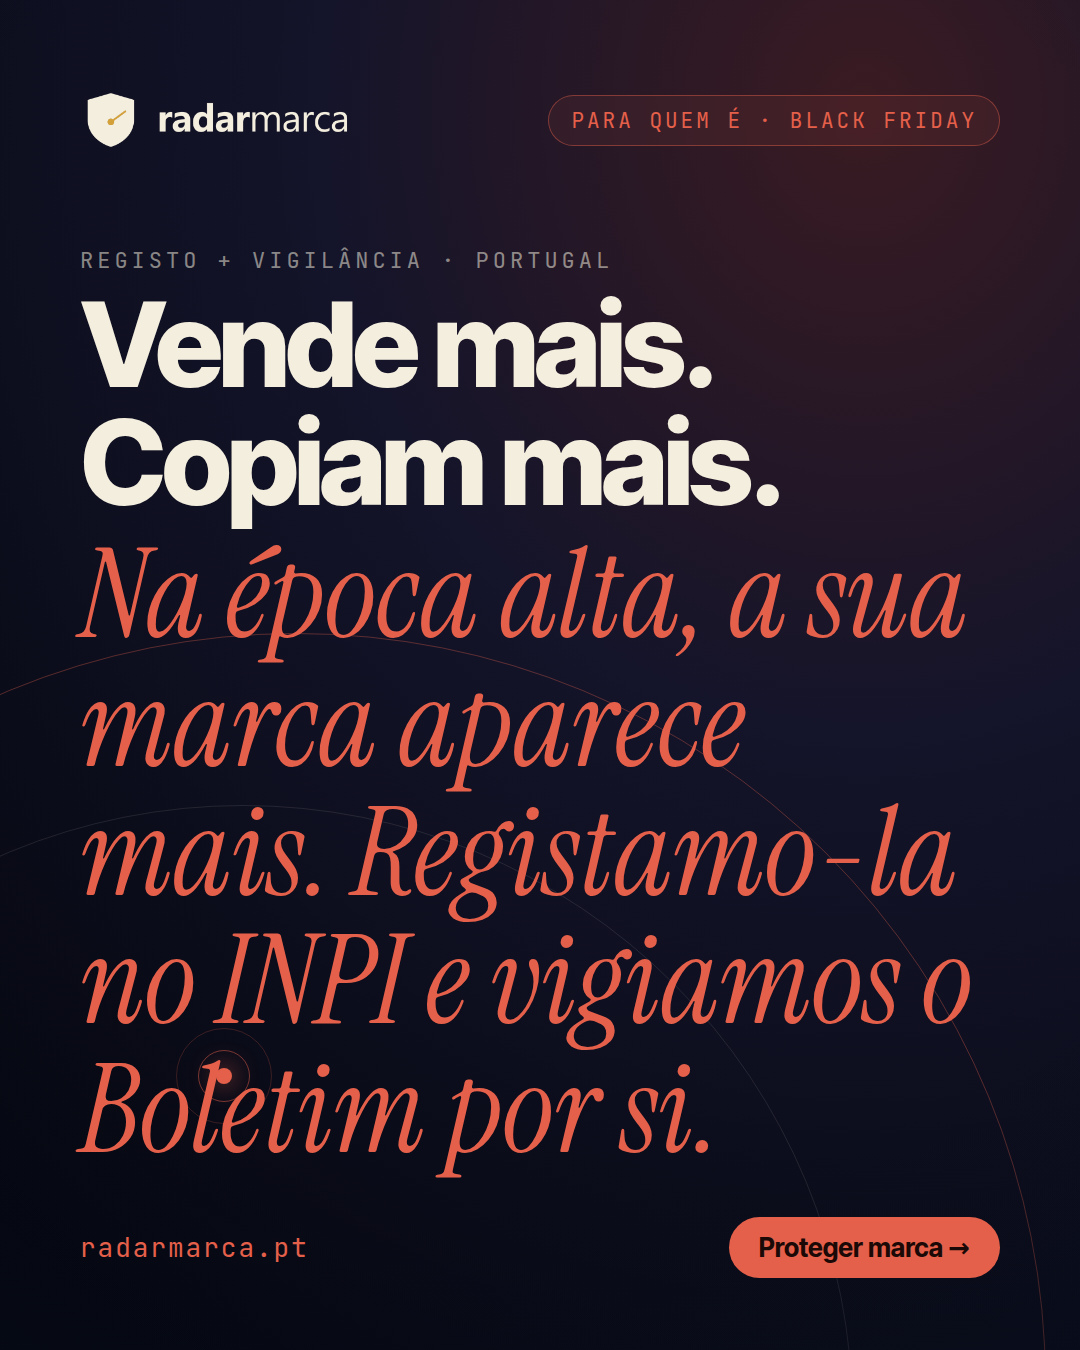 radarmarca
PARA QUEM É · BLACK FRIDAY
REGISTO + VIGILÂNCIA · PORTUGAL
Vende mais.
Copiam mais.
Na época alta, a sua
marca aparece
mais. Registamo-la
no INPI e vigiamos o
Boletim por si.
radarmarca.pt
Proteger marca →